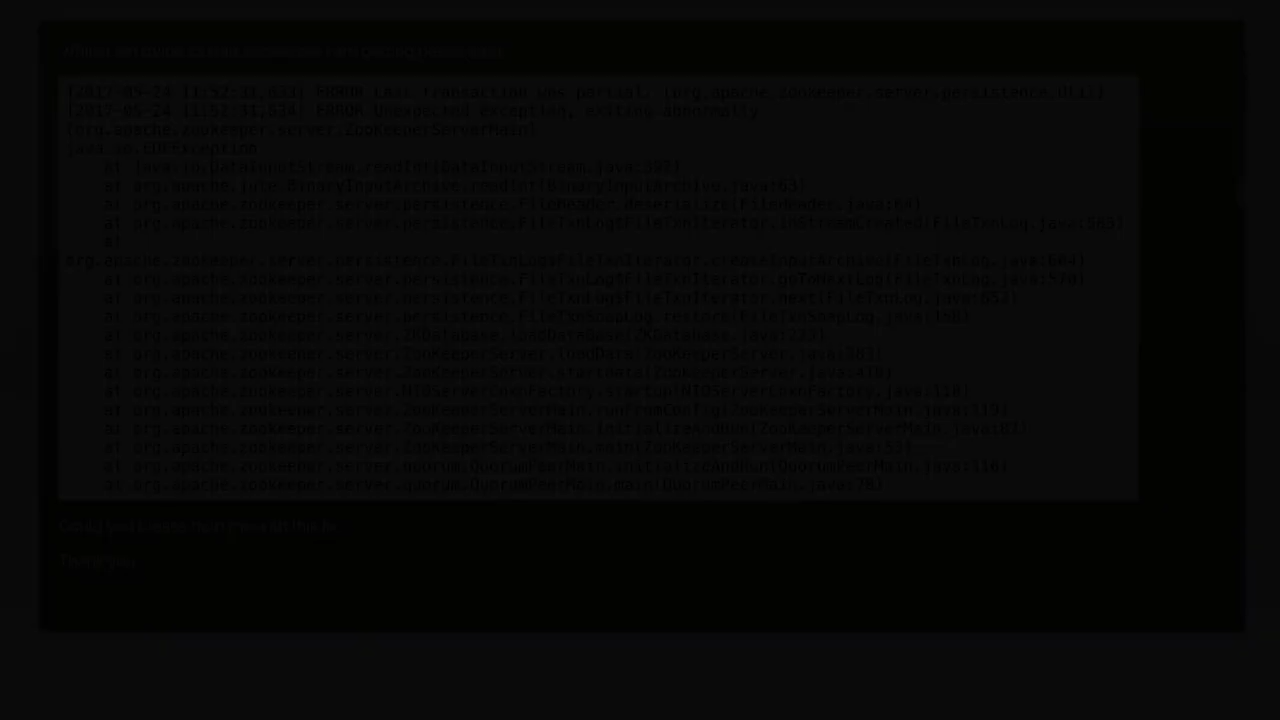 [2017-05-24 11:52:31,833] ERROR Last transaction was partial. (org.apache.zookeeper.server.persistence.Util)
[2017-05-24 11:52:31,934] ERROR Unexpected exception, exiting abnormally
(org.apache.zookeeper.server.ZooKeeperServerMain)
java.io.EOFException
at java.io.DataInputStream.readInt(DataInputStream.java:392)
at org.apache.jute.BinaryInputArchive.readInt(BinaryInputArchive.java:63)
at org.apache.zookeeper.server.persistence.FileHeader.deserialize(FileHeader.java:64)
at org.apache.zookeeper.server.persistence.FileTxnLog$FileTxnIterator.inStreamCreated(FileTxnLog.java:585)
at
org.apache.zookeeper.server.persistence.FileTxnLog$FileTxnIterator.createInputArchive(FileTxnLog.java:604)
at org.apache.zookeeper.server.persistence.FileTxnLog$FileTxnIterator.goToNextLog(FileTxnLog.java:570)
at org.apache.zookeeper.server.persistence.FileTxnLog$FileTxnIterator.next(FileTxnLog.java:652)
at org.apache.zookeeper.server.persistence.FileTxnSnapLog.restore(FileTxnSnapLog.java:168)
at org.apache.zookeeper.server.ZKDatabase.loadDataBase(ZKDatabase.java:223)
at org.apache.zookeeper.server.ZooKeeperServer.loadData(ZooKeeperServer.java:283)
at org.apache.zookeeper.server.ZooKeeperServer.startdata(ZooKeeperServer.java:410)
at org.apache.zookeeper.server.NIOServerCnxnFactory.startup(NIOServerCnxnFactory.java:118)
at org.apache.zookeeper.server.ZooKeeperServerMain.runFromConfig(ZooKeeperServerMain.java:119)
at org.apache.zookeeper.server.ZooKeeperServerMain.initializeAndRun(ZooKeeperServerMain.java:87)
at org.apache.zookeeper.server.ZooKeeperServerMain.main(ZooKeeperServerMain.java:53)
at org.apache.zookeeper.server.quorum.QuorumPeerMain.initializeAndRun(QuorumPeerMain.java:116)
at org.apache.zookeeper.server.quorum.QuorumPeerMain.main(QuorumPeerMain.java:78)